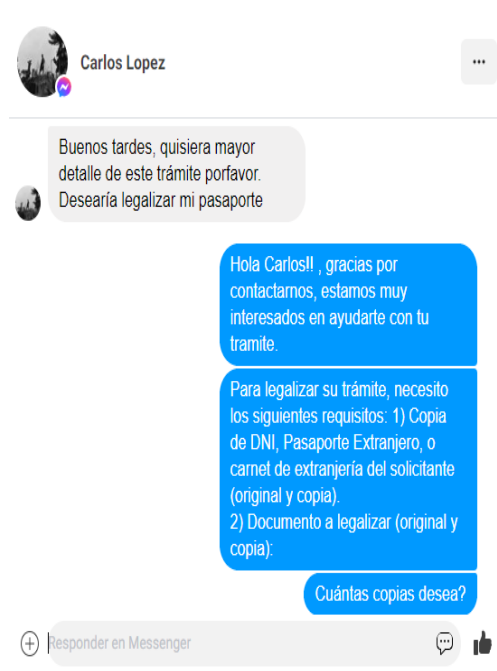 Carlos Lopez
...
Buenos tardes, quisiera mayor
detalle de este trámite porfavor.
Desearía legalizar mi pasaporte
Hola Carlos!! , gracias por
contactarnos, estamos muy
interesados en ayudarte con tu
tramite.
Para legalizar su trámite, necesito
los siguientes requisitos: 1) Copia
de DNI, Pasaporte Extranjero, o
carnet de extranjería del solicitante
(original y copia).
2) Documento a legalizar (original y
copia):
Cuántas copias desea?
Responder en Messenger